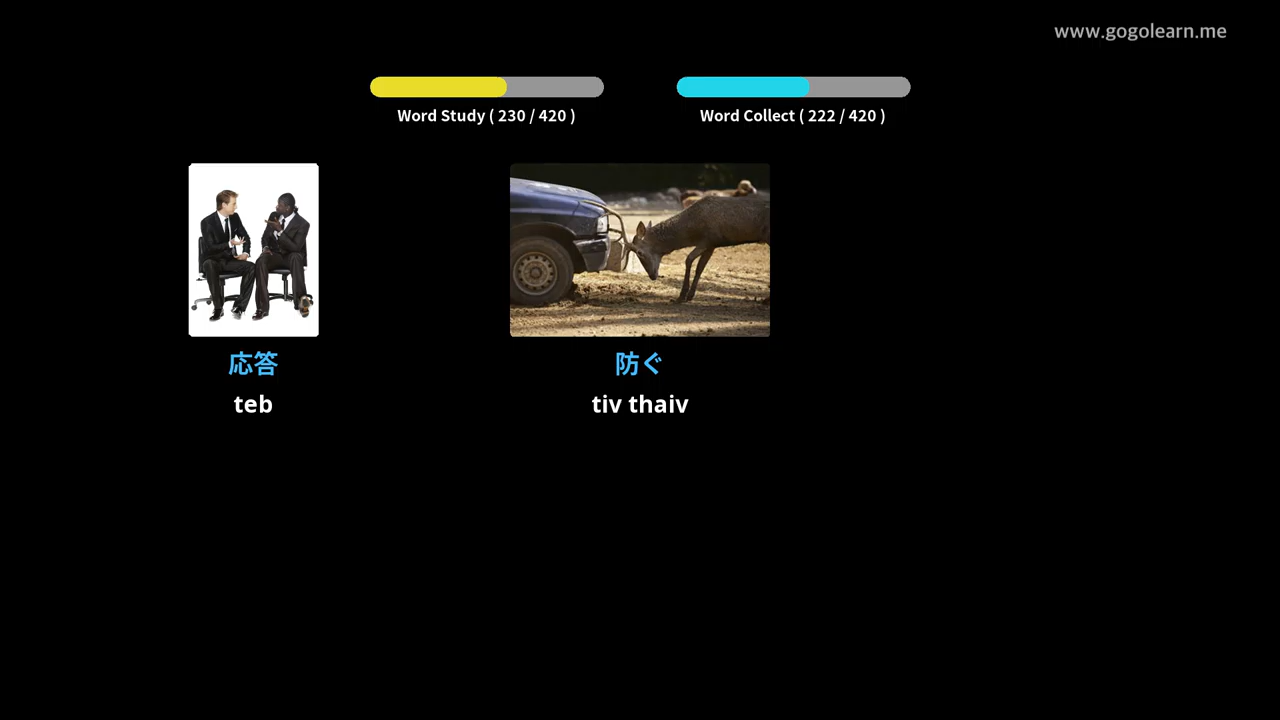 www.gogolearn.me
Word Study ( 230 / 420 )
Word Collect ( 222 / 420 )
応答
teb
防ぐ
tiv thaiv